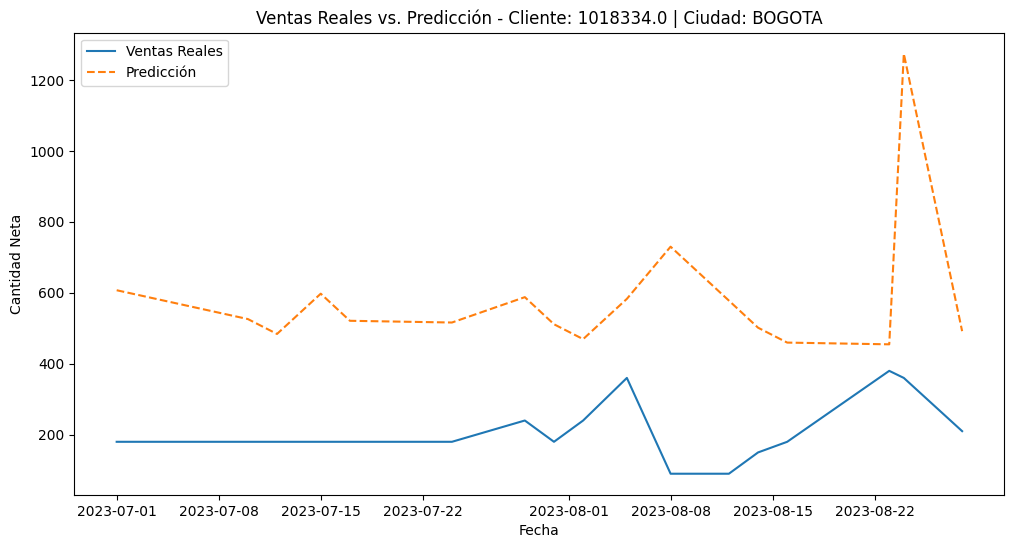 Ventas Reales vs. Predicción - Cliente: 1018334.0 | Ciudad: BOGOTA
Ventas Reales
Predicción
Cantidad Neta
1200
1000
800
600
400
200
2023-07-01 2023-07-08 2023-07-15 2023-07-22 2023-08-01 2023-08-08 2023-08-15 2023-08-22
Fecha